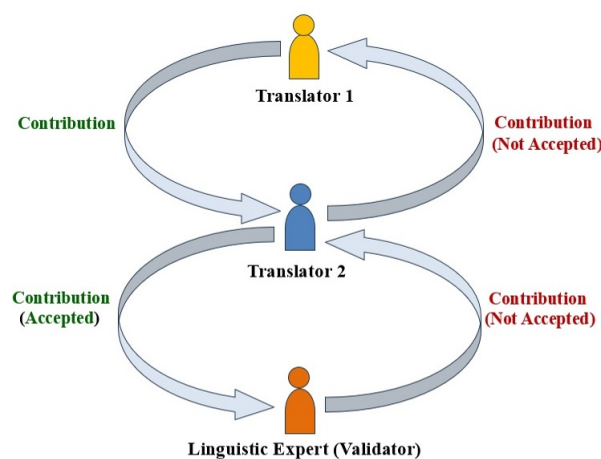 Translator 1
Contribution
Contribution
(Not Accepted)
Translator 2
Contribution
(Accepted)
Contribution
(Not Accepted)
Linguistic Expert (Validator)